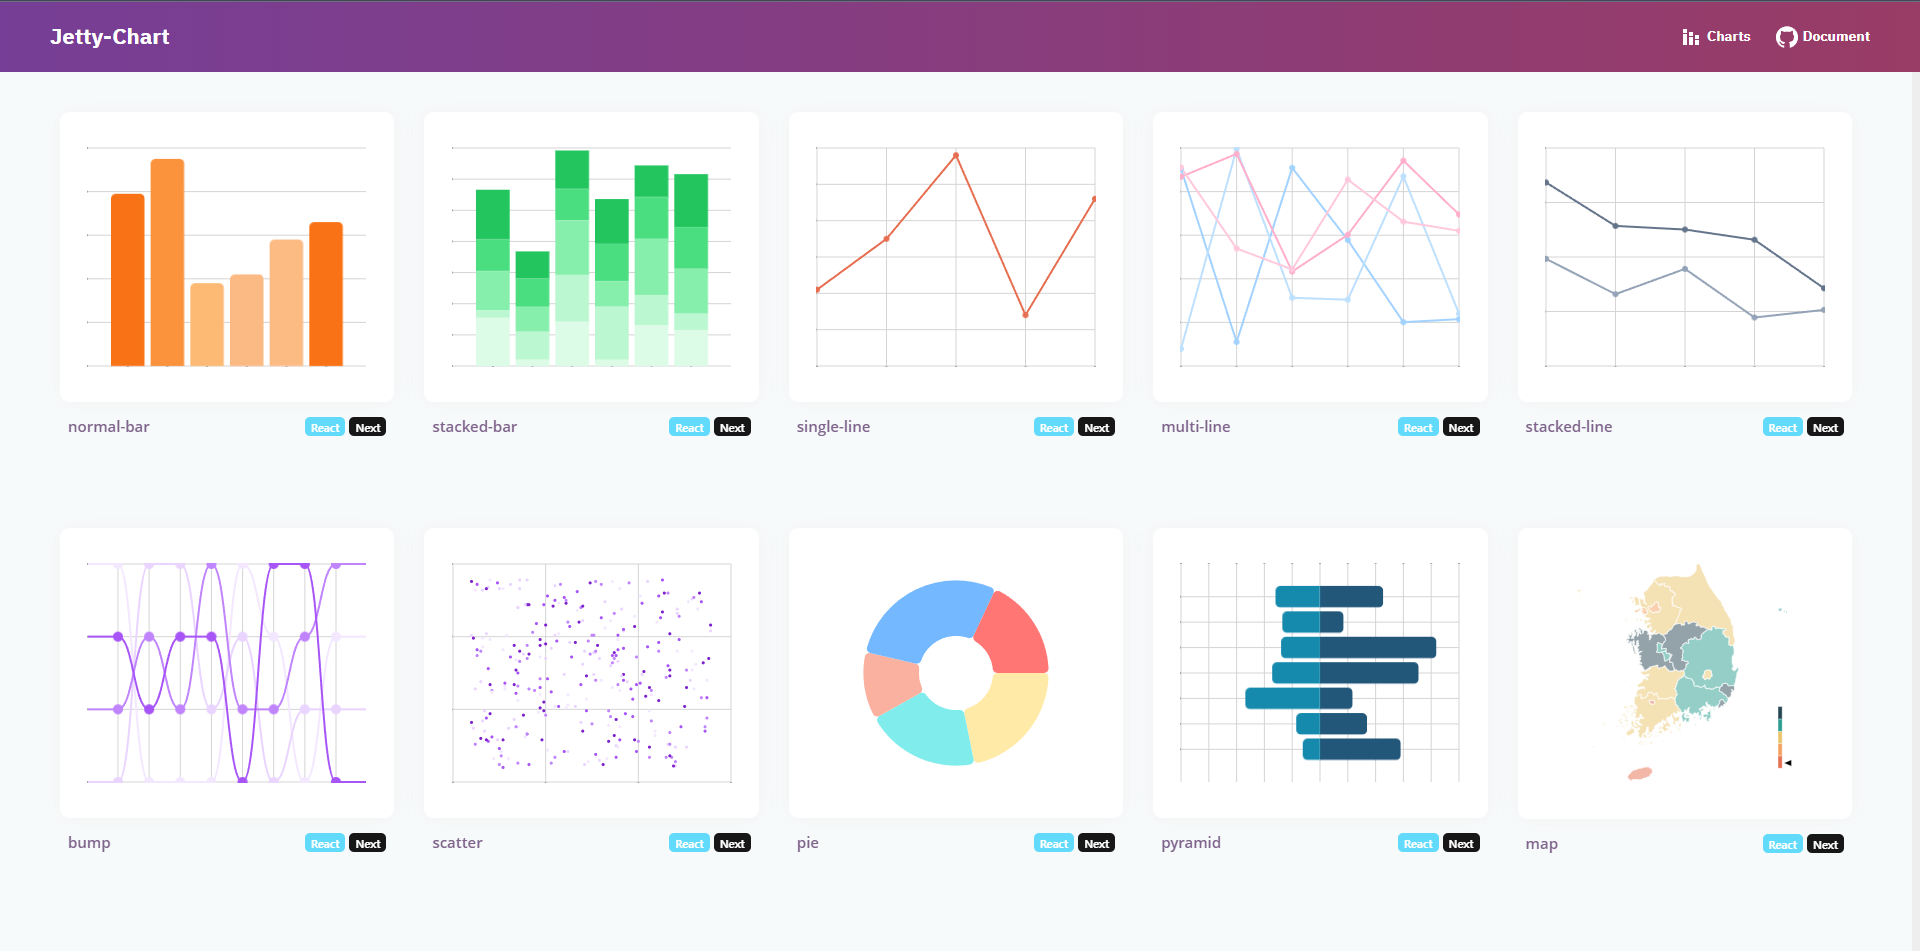 Jetty-Chart
Charts
Document
normal-bar
React Next
stacked-bar
React Next
single-line
React Next
multi-line
React Next
stacked-line
React Next
bump
React Next
scatter
React Next
pie
React Next
pyramid
React Next
map
React Next